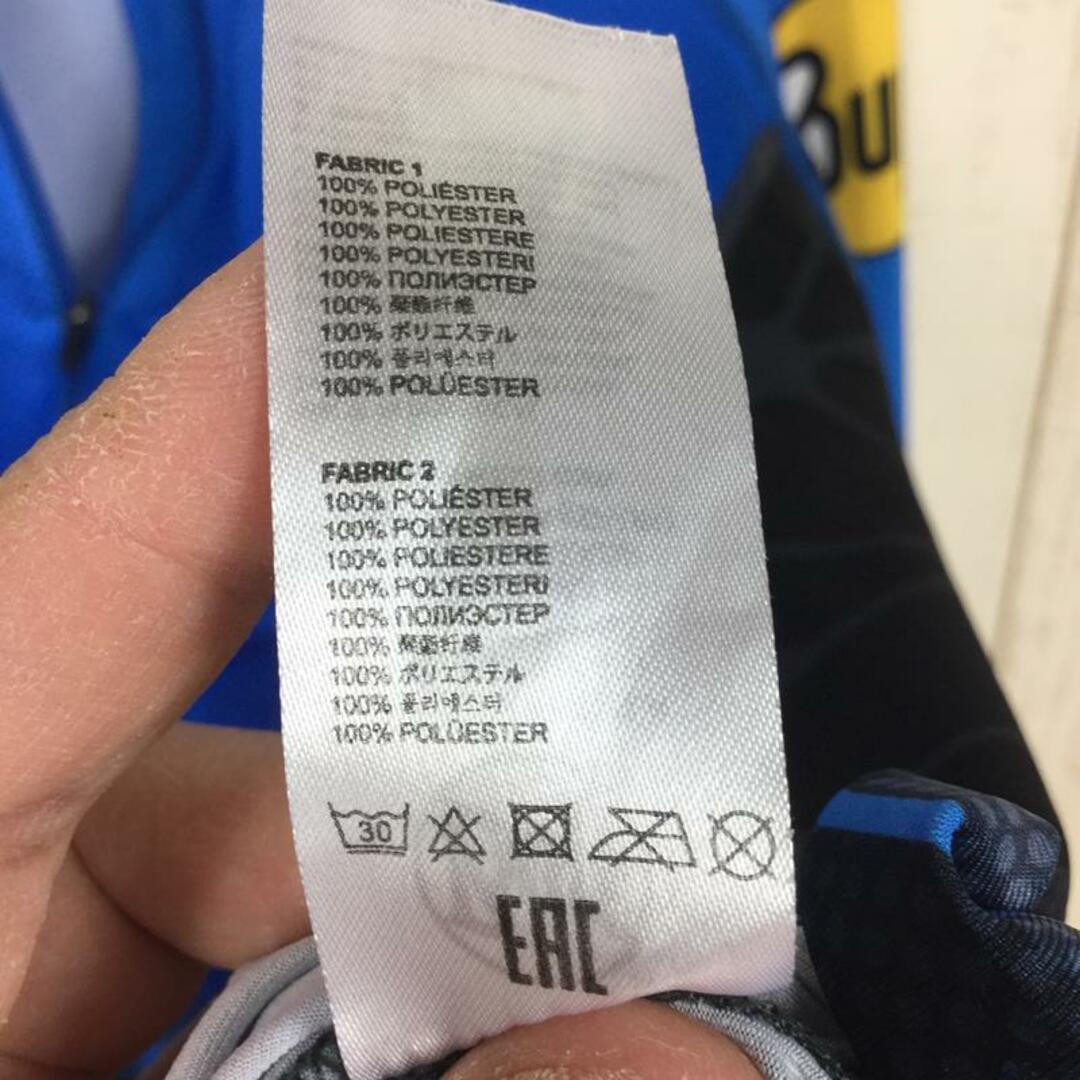 BU
FABRIC 1
100% POLIÉSTER
100% POLYESTER
100% POLIESTERE
100% POLYESTERI
100% ПОЛИЭСТЕР
100% 聚酯纤维
100% ポリエステル
100% 폴리에스터
100% POLÜESTER
FABRIC 2
100% POLIÉSTER
100% POLYESTER
100% POLIESTERE
100% POLYESTERI
100% ПОЛИЭСТЕР
100% 聚酯纤维
100% ポリエステル
100% 폴리에스터
100% POLÜESTER
30
EAC